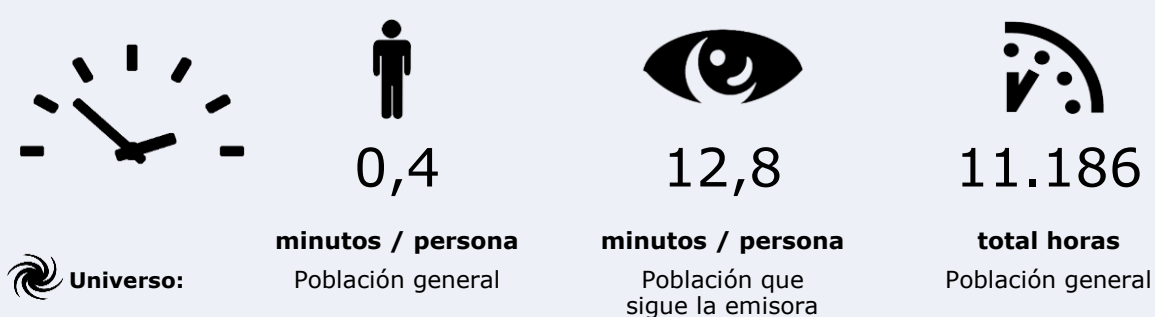 0,4
12,8
11.186
minutos / persona
minutos / persona
total horas
Universo:
Población general
Población que
sigue la emisora
Población general